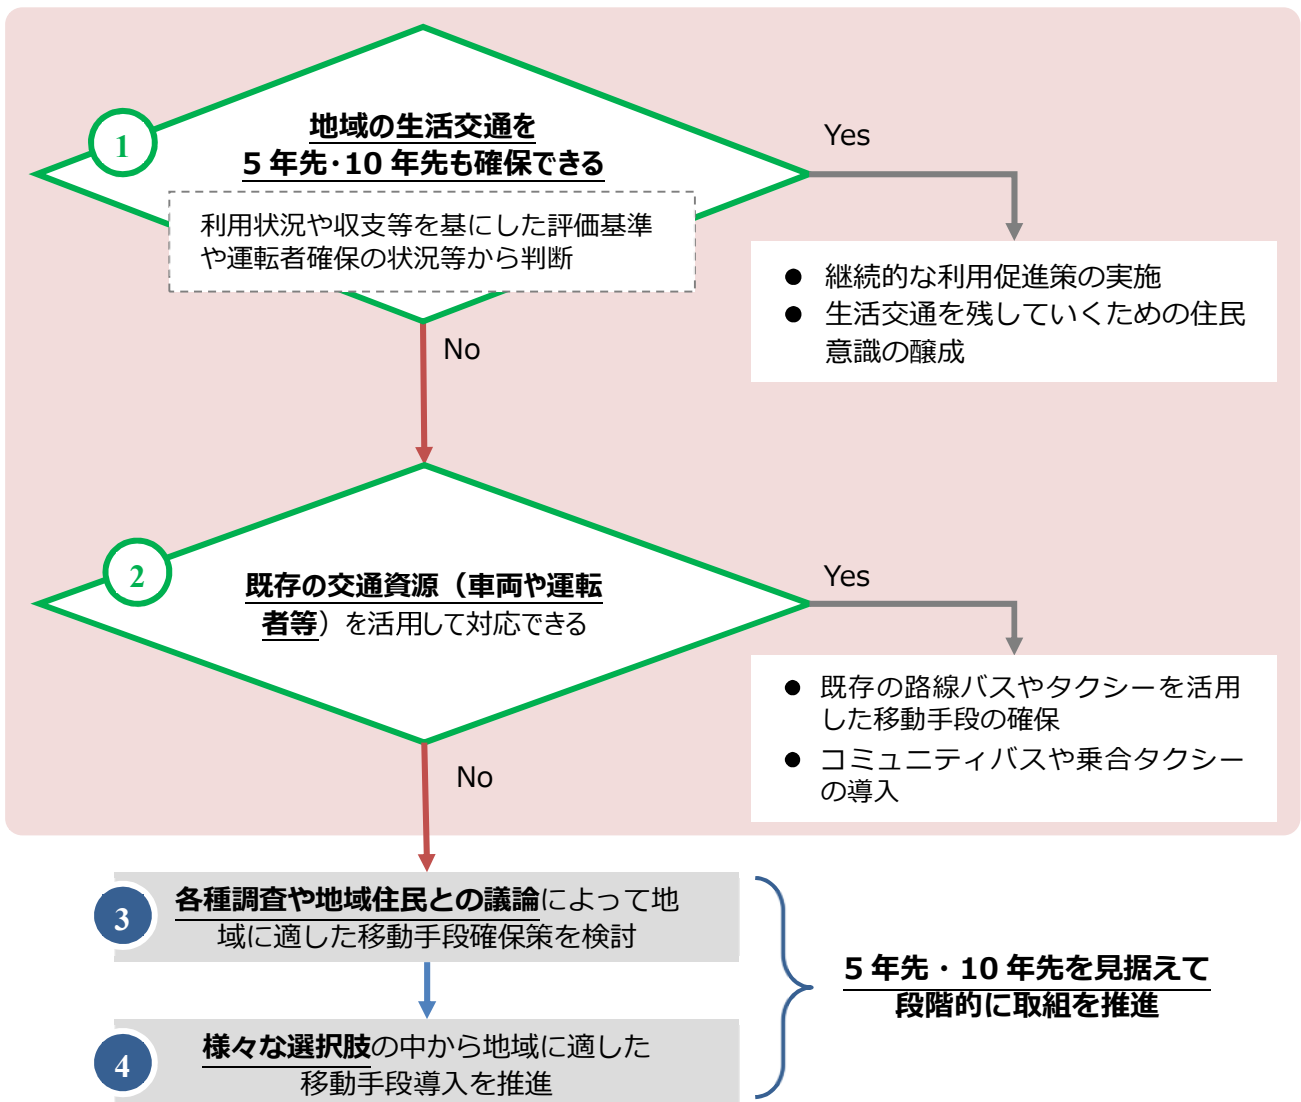 1
地域の生活交通を
5 年先・10 年先も確保できる
利用状況や収支等を基にした評価基準
や運転者確保の状況等から判断
Yes
● 継続的な利用促進策の実施
● 生活交通を残していくための住民
意識の醸成
No
2
既存の交通資源（車両や運転
者等）を活用して対応できる
Yes
● 既存の路線バスやタクシーを活用
した移動手段の確保
● コミュニティバスや乗合タクシー
の導入
No
3
各種調査や地域住民との議論によって地
域に適した移動手段確保策を検討
4
様々な選択肢の中から地域に適した
移動手段導入を推進
5 年先・10 年先を見据えて
段階的に取組を推進